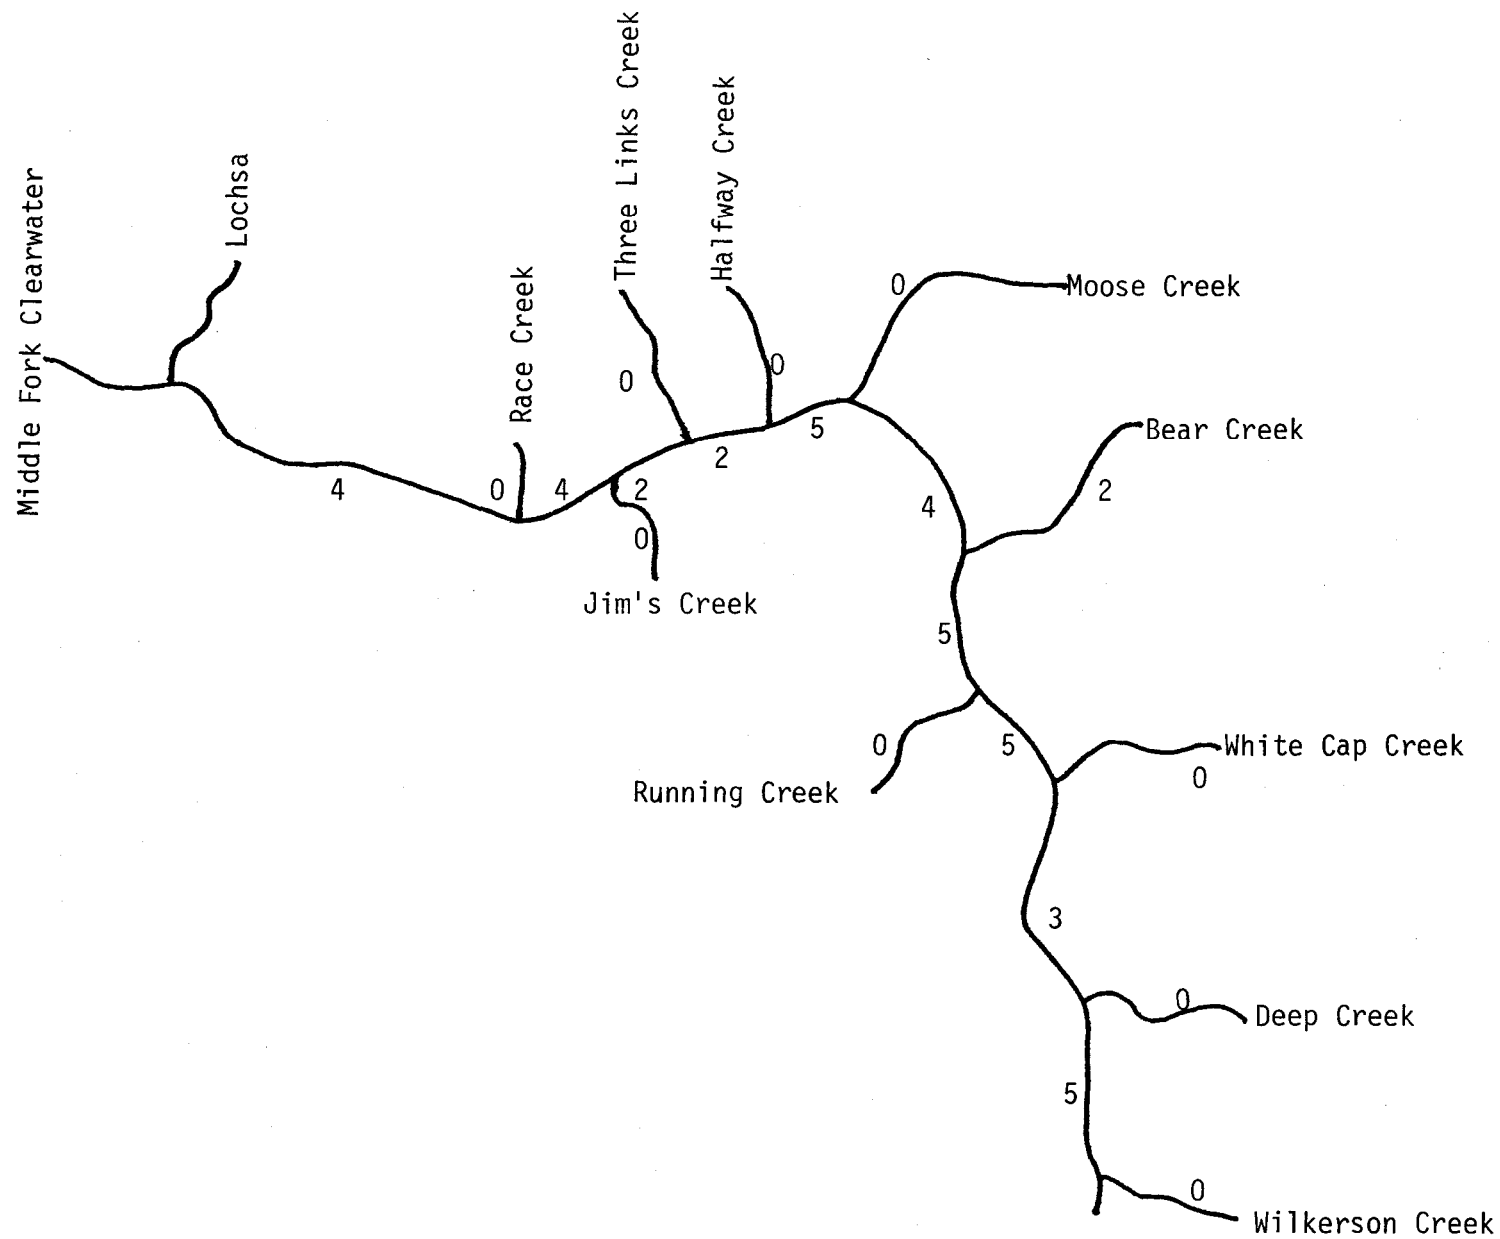 Middle Fork Clearwater
Lochsa
Race Creek
Three Links Creek
Halfway Creek
0
Moose Creek
0
0
Bear Creek
5
2
4
0
4
2
2
4
0
Jim's Creek
5
0
Running Creek
5
White Cap Creek
0
3
0
Deep Creek
5
0
Wilkerson Creek